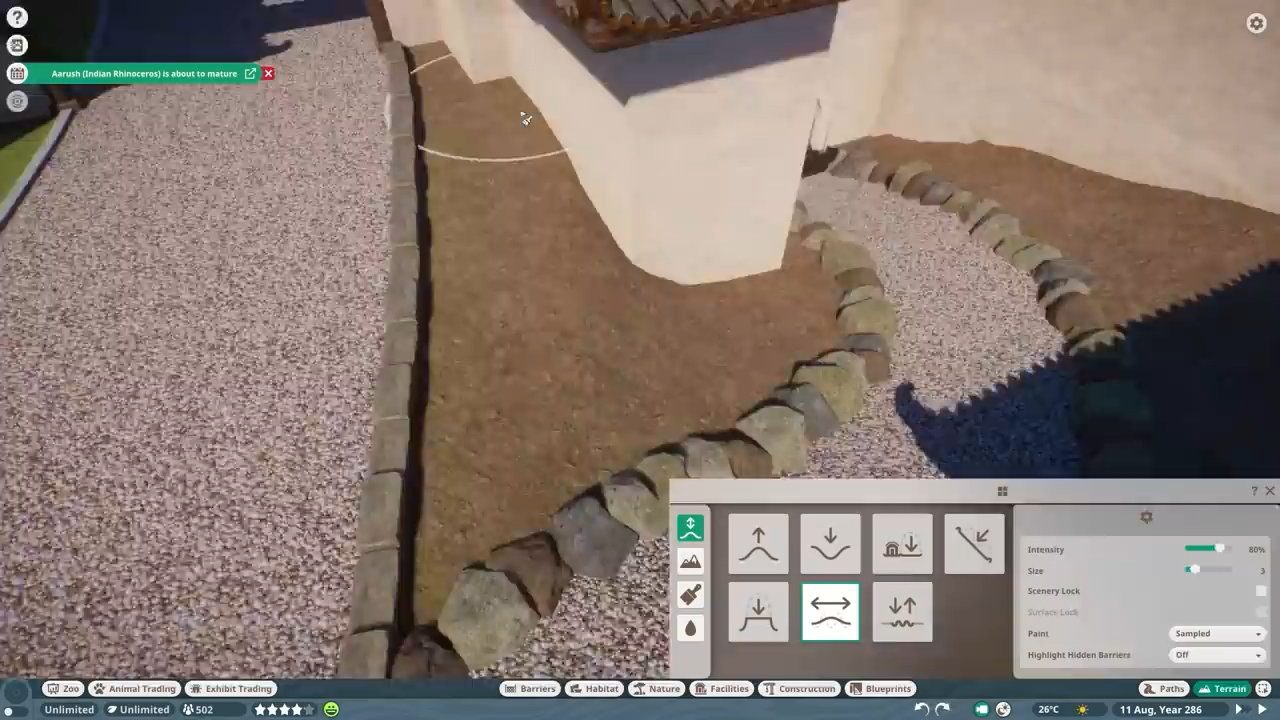 ?
Aarush (Indian Rhinoceros) is about to mature
? 
Intensity 80%
Size 3
Scenery Lock
Surface Lock
Paint Sampled
Highlight Hidden Barriers Off
Zoo Animal Trading Exhibit Trading Barriers Habitat Nature Facilities Construction Blueprints Paths Terrain
Unlimited Unlimited 502 26°C 11 Aug, Year 286